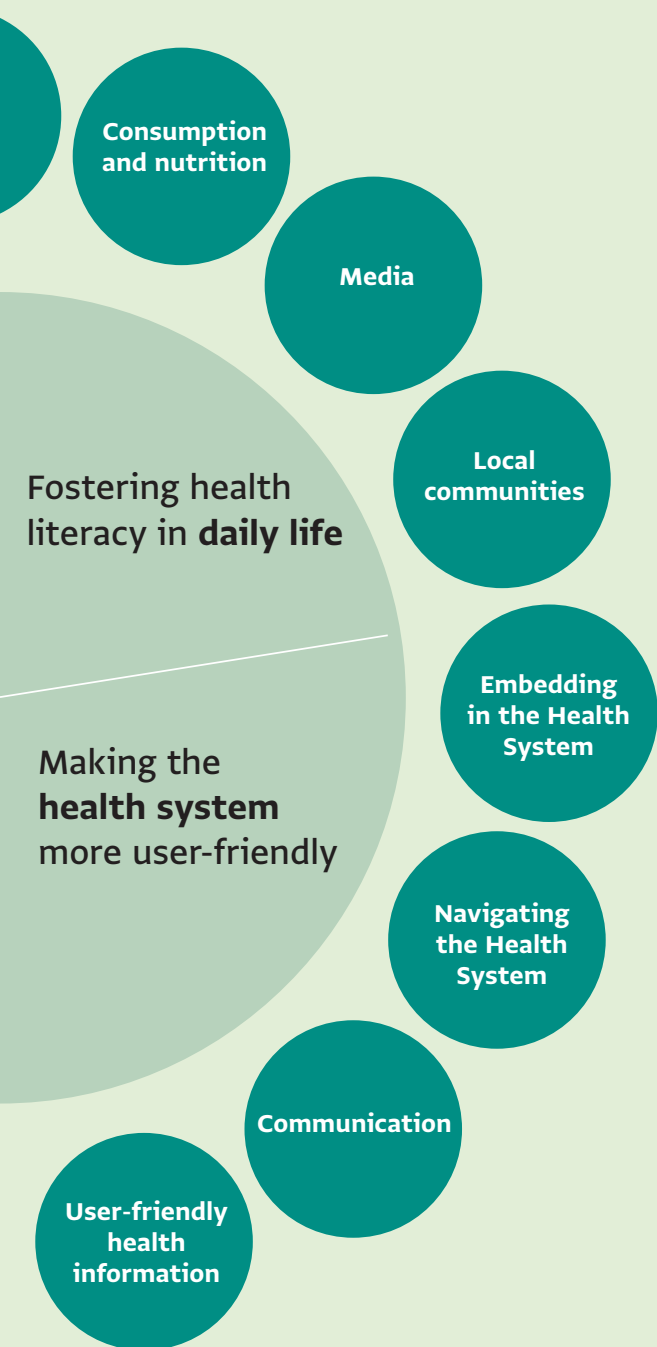 Consumption
and nutrition
Media
Local
communities
Fostering health
literacy in daily life
Embedding
in the Health
System
Making the
health system
more user-friendly
Navigating
the Health
System
Communication
User-friendly
health
information